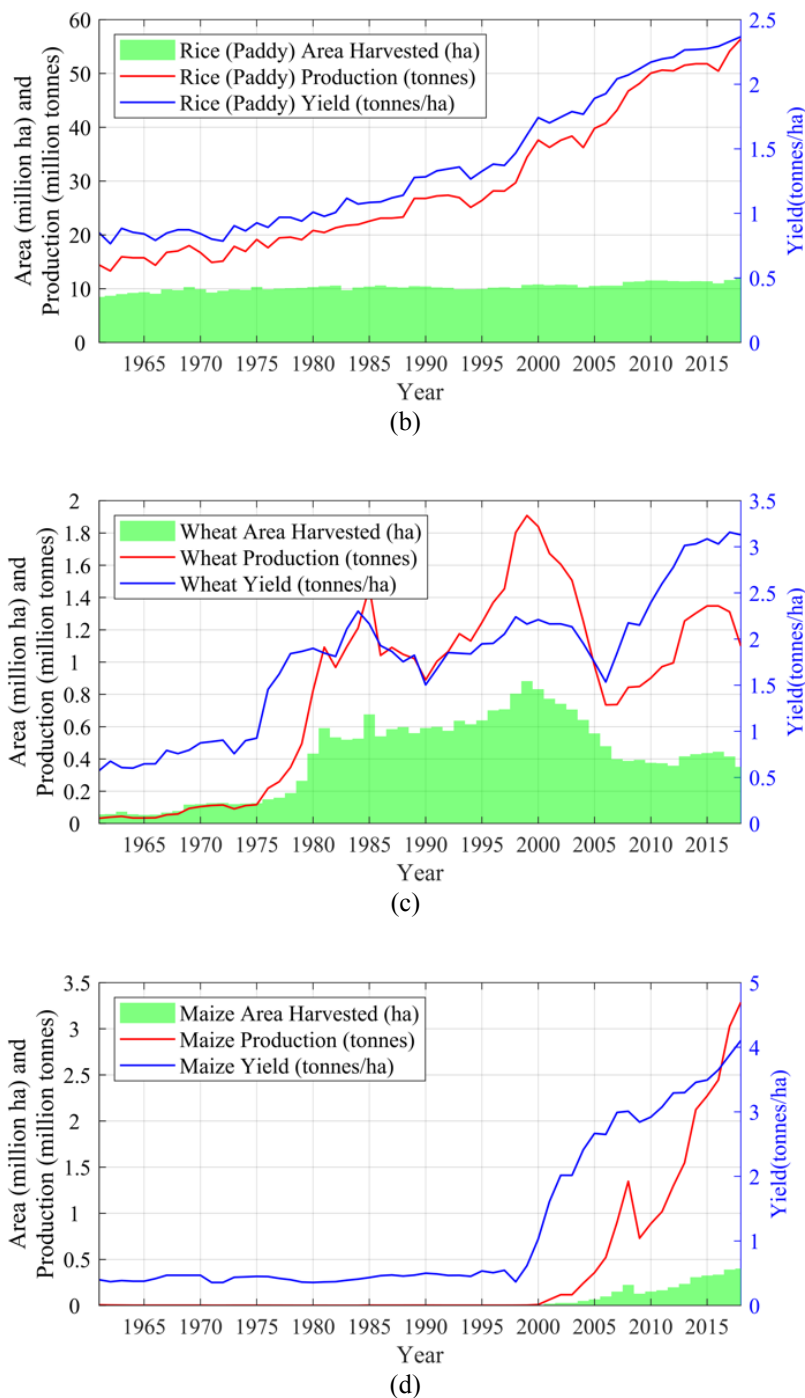 60
50
40
30
20
10
0
Area (million ha) and
Production (million tonnes)
Rice (Paddy) Area Harvested (ha)
Rice (Paddy) Production (tonnes)
Rice (Paddy) Yield (tonnes/ha)
2.5
2
1.5
1
0.5
0
Yield(tonnes/ha)
1965 1970 1975 1980 1985 1990 1995 2000 2005 2010 2015
Year
(b)
2
1.8
1.6
1.4
1.2
1
0.8
0.6
0.4
0.2
0
Area (million ha) and
Production (million tonnes)
Wheat Area Harvested (ha)
Wheat Production (tonnes)
Wheat Yield (tonnes/ha)
3.5
3
2.5
2
1.5
1
0.5
0
Yield(tonnes/ha)
1965 1970 1975 1980 1985 1990 1995 2000 2005 2010 2015
Year
(c)
3.5
3
2.5
2
1.5
1
0.5
0
Area (million ha) and
Production (million tonnes)
Maize Area Harvested (ha)
Maize Production (tonnes)
Maize Yield (tonnes/ha)
5
4
3
2
1
0
Yield(tonnes/ha)
1965 1970 1975 1980 1985 1990 1995 2000 2005 2010 2015
Year
(d)